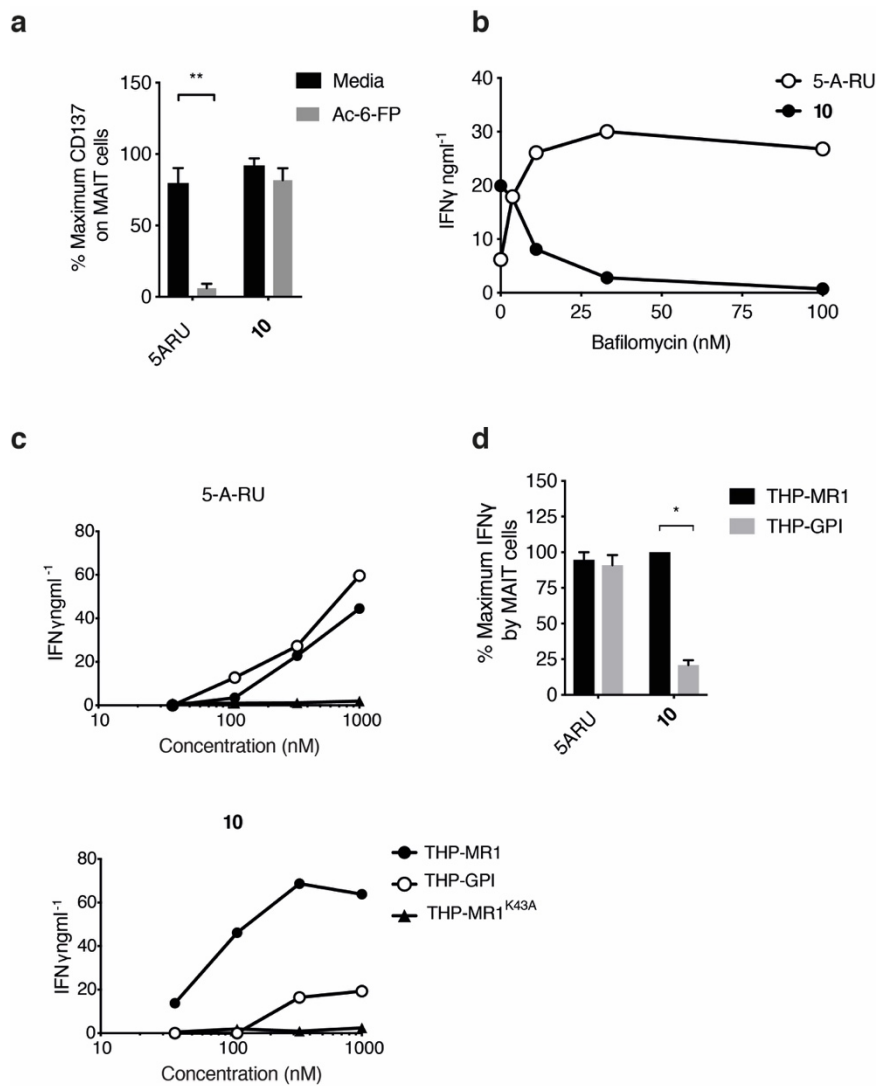 a
**
150
100
50
0
% Maximum CD137
on MAIT cells
5ARU
10
Media
Ac-6-FP
b
40
30
20
10
0
IFNγ ngml-1
0
25
50
75
100
Bafilomycin (nM)
5-A-RU
10
c
5-A-RU
80
60
40
20
0
IFNγngml-1
10
100
1000
Concentration (nM)
10
80
60
40
20
0
IFNγngml-1
10
100
1000
Concentration (nM)
THP-MR1
THP-GPI
THP-MR1K43A
d
*
150
125
100
75
50
25
0
% Maximum IFNγ
by MAIT cells
5ARU
10
THP-MR1
THP-GPI